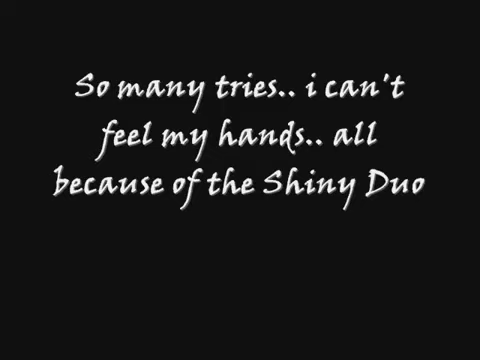 So many tries.. i can't
feel my hands.. all
because of the Shiny Duo